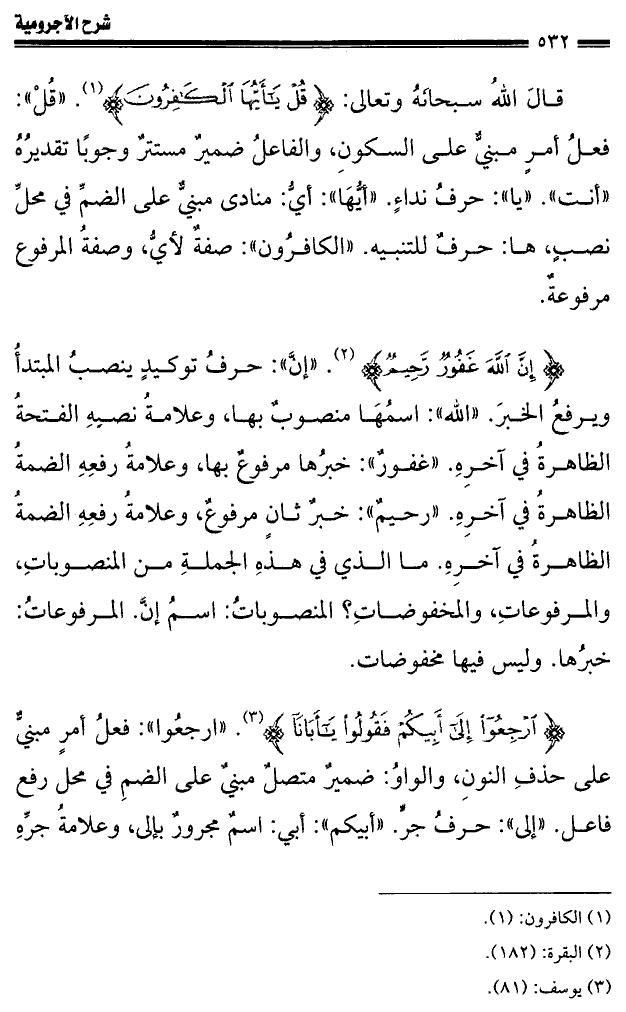 شرح الآجرومية
٥٣٢
قالَ اللهُ سبحانَهُ وتعالى: ﴿ قُلْ يَٰٓأَيُّهَا ٱلْكَٰفِرُونَ ﴾(١). «قُلْ»:
فعلُ أمرٍ مبنيٌّ على السكونِ، والفاعلُ ضميرٌ مستترٌ وجوبًا تقديرُهُ
«أنت». «يا»: حرفُ نداءٍ. «أيُّهَا»: أيُّ: منادى مبنيٌّ على الضمِّ في محلِّ
نصبٍ، ها: حرفٌ للتنبيه. «الكافرُون»: صفةٌ لأيُّ، وصفةُ المرفوع
مرفوعةٌ.
﴿ إِنَّ ٱللَّهَ غَفُورٌ رَّحِيمٌ ﴾(٢). «إنَّ»: حرفُ توكيدٍ ينصبُ المبتدأُ
ويرفعُ الخبرَ. «الله»: اسمُهَا منصوبٌ بها، وعلامةُ نصبِهِ الفتحةُ
الظاهرةُ في آخرِهِ. «غفورٌ»: خبرُها مرفوعٌ بها، وعلامةُ رفعِهِ الضمةُ
الظاهرةُ في آخرِهِ. «رحيمٌ»: خبرٌ ثانٍ مرفوعٌ، وعلامةُ رفعِهِ الضمةُ
الظاهرةُ في آخرِهِ. ما الذي في هذهِ الجملةِ من المنصوباتِ،
والمرفوعاتِ، والمخفوضاتِ؟ المنصوباتُ: اسمُ إنَّ. المرفوعاتُ:
خبرُها. وليس فيها مخفوضات.
﴿ ٱرْجِعُوٓا۟ إِلَىٰٓ أَبِيكُمْ فَقُولُوا۟ يَٰٓأَبَانَآ ﴾(٣). «ارجعُوا»: فعلُ أمرٍ مبنيٌّ
على حذفِ النونِ، والواوُ: ضميرٌ متصلٌ مبنيٌّ على الضمِ في محل رفع
فاعل. «إلى»: حرفُ جرٍّ. «أبيكم»: أبي: اسمٌ مجرورٌ بإلى، وعلامةُ جرِّهِ
(١) الكافرون: (١).
(٢) البقرة: (١٨٢).
(٣) يوسف: (٨١).